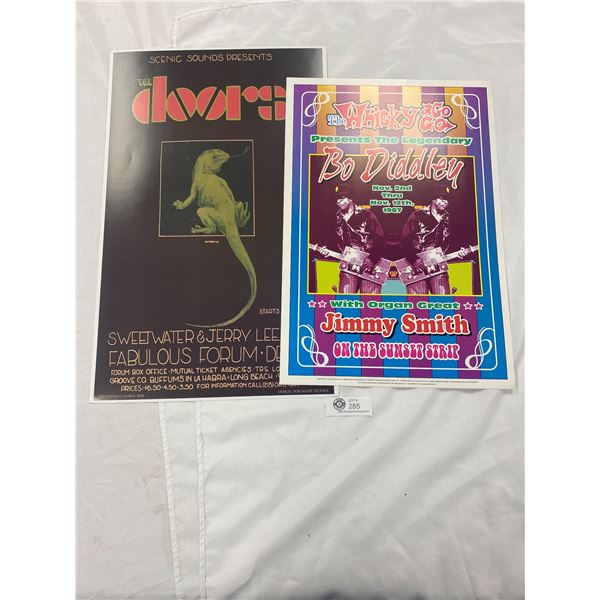 SCENIC SOUNDS PRESENTS
THE
doors
STARTS
SWEETWATER & JERRY LEE
FABULOUS FORUM · DE
FORUM BOX OFFICE · MUTUAL TICKET AGENCIES · TRS LO
GROOVE CO. BUFFUMS IN LA HABRA · LONG BEACH ·
PRICES: $6.50 - 4.50 - 3.50 FOR INFORMATION CALL (213)
The Whisky a Go Go
Presents The Legendary
Bo Diddley
Nov. 2nd
Thru
Nov. 12th,
1967
With Organ Great
Jimmy Smith
ON THE SUNSET STRIP
LOT #
285